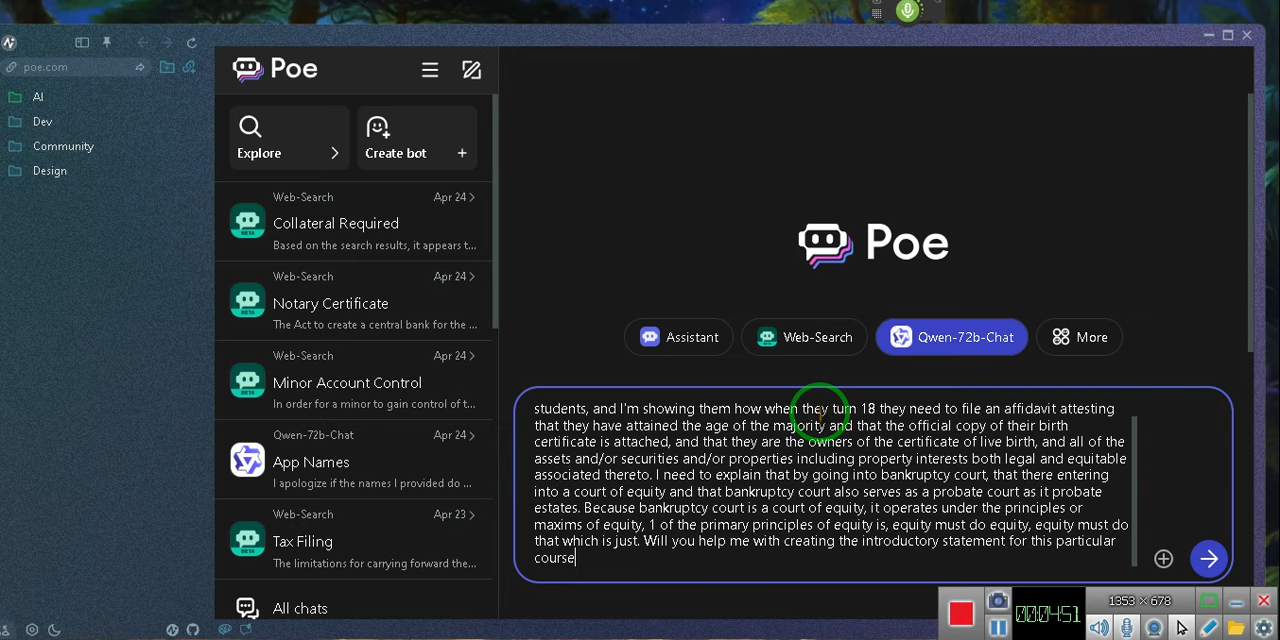 poe.com
AI
Dev
Community
Design
Poe
Explore
Create bot +
Web-Search Apr 24
Collateral Required
Based on the search results, it appears t...
Web-Search Apr 24
Notary Certificate
The Act to create a central bank for the ...
Web-Search Apr 24
Minor Account Control
In order for a minor to gain control of t...
Qwen-72b-Chat Apr 24
App Names
I apologize if the names I provided do ...
Web-Search Apr 23
Tax Filing
The limitations for carrying forward the...
All chats
Poe
Assistant
Web-Search
Qwen-72b-Chat
More
students, and I'm showing them how when they turn 18 they need to file an affidavit attesting
that they have attained the age of the majority and that the official copy of their birth
certificate is attached, and that they are the owners of the certificate of live birth, and all of the
assets and/or securities and/or properties including property interests both legal and equitable
associated thereto. I need to explain that by going into bankruptcy court, that there entering
into a court of equity and that bankruptcy court also serves as a probate court as it probate
estates. Because bankruptcy court is a court of equity, it operates under the principles or
maxims of equity, 1 of the primary principles of equity is, equity must do equity, equity must do
that which is just. Will you help me with creating the introductory statement for this particular
course
BETA
BETA
BETA
BETA
1353 × 678
00:04:51